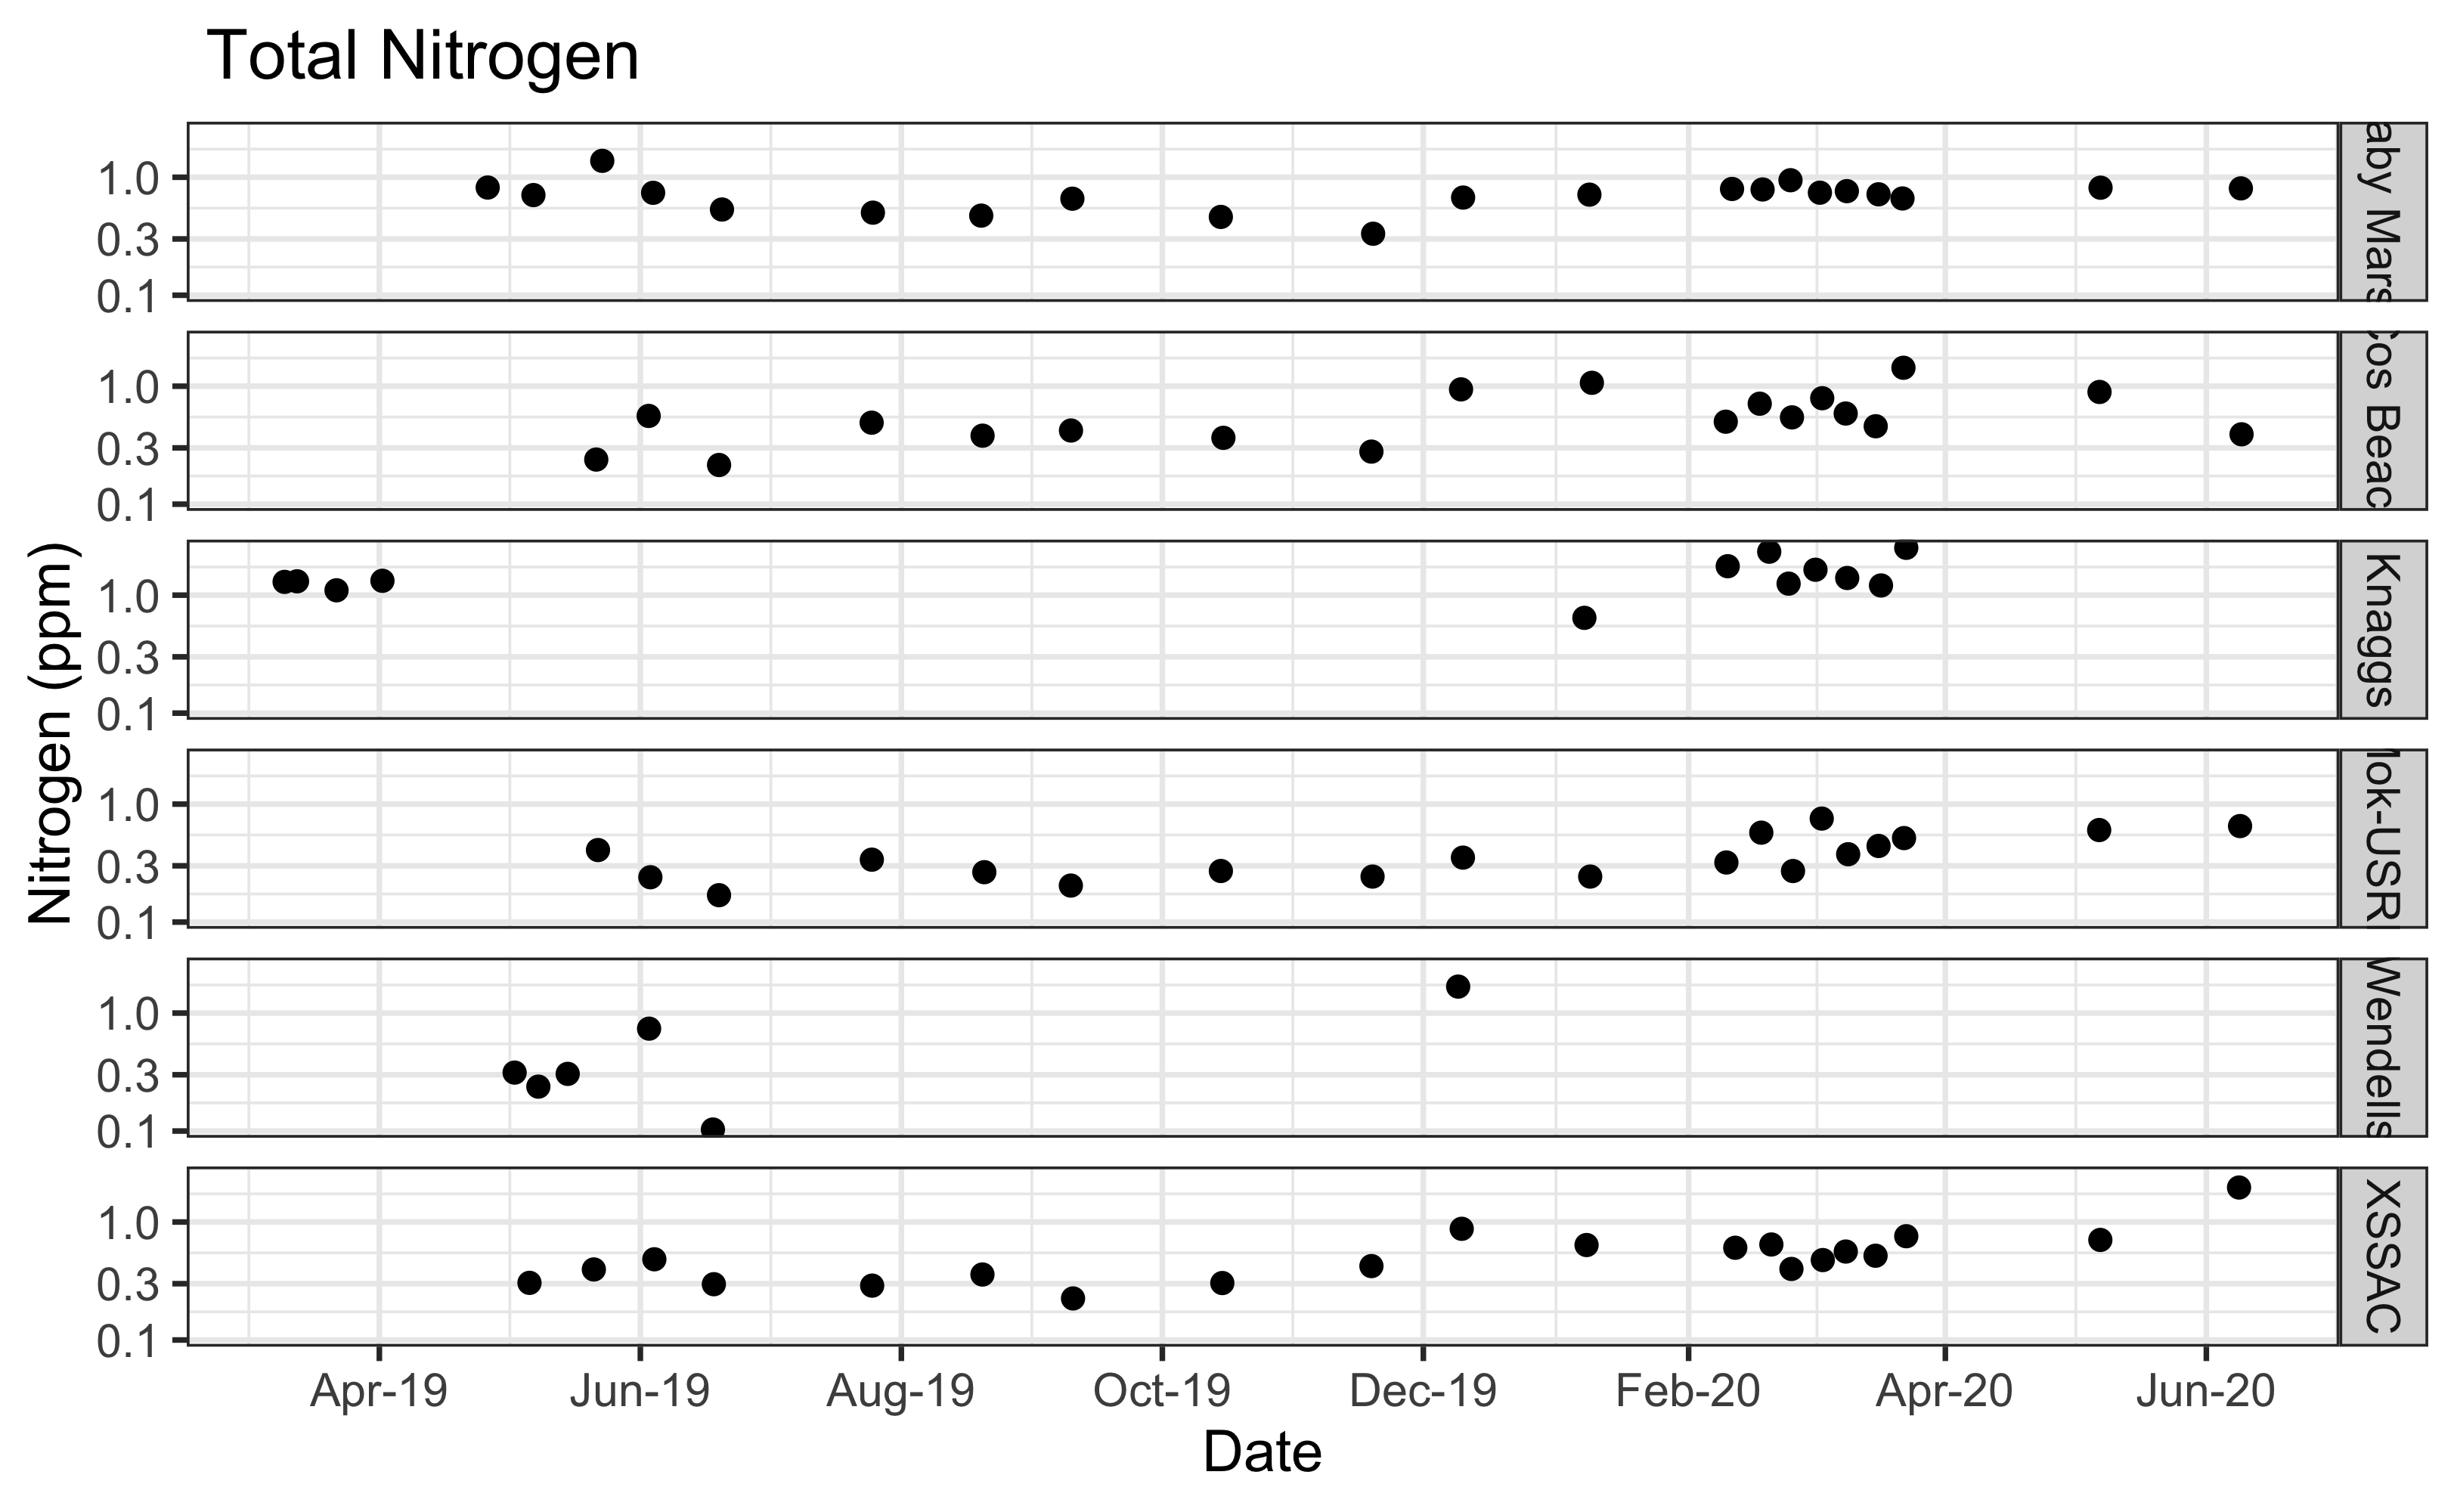 Total Nitrogen
Nitrogen (ppm)
1.0
0.3
0.1
aby Mars
1.0
0.3
0.1
os Beac
1.0
0.3
0.1
Knaggs
1.0
0.3
0.1
lok-USRI
1.0
0.3
0.1
Wendells
1.0
0.3
0.1
XSSAC
Apr-19 Jun-19 Aug-19 Oct-19 Dec-19 Feb-20 Apr-20 Jun-20
Date